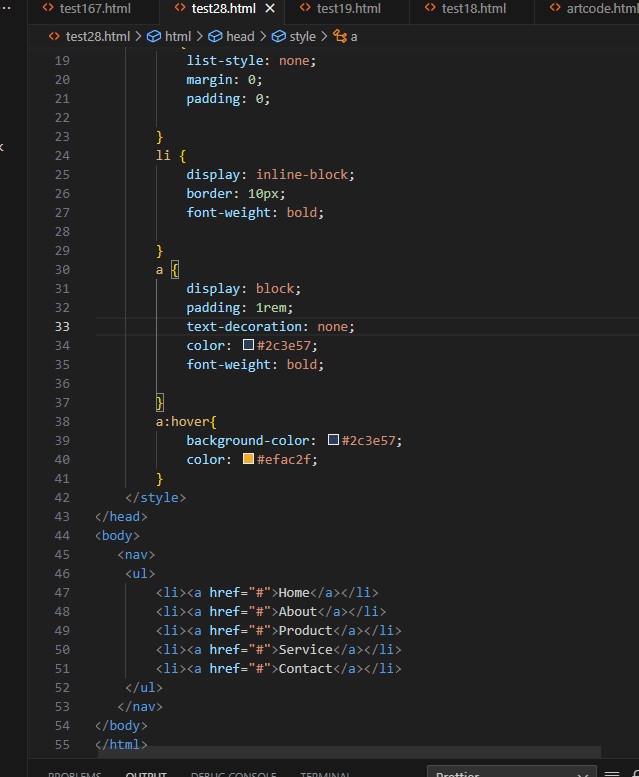 test167.html test28.html test19.html test18.html artcode.html
test28.html > html > head > style > a
19 list-style: none;
20 margin: 0;
21 padding: 0;
22
23 }
24 li {
25 display: inline-block;
26 border: 10px;
27 font-weight: bold;
28
29 }
30 a {
31 display: block;
32 padding: 1rem;
33 text-decoration: none;
34 color: #2c3e57;
35 font-weight: bold;
36
37 }
38 a:hover{
39 background-color: #2c3e57;
40 color: #efac2f;
41 }
42 </style>
43 </head>
44 <body>
45 <nav>
46 <ul>
47 <li><a href="#">Home</a></li>
48 <li><a href="#">About</a></li>
49 <li><a href="#">Product</a></li>
50 <li><a href="#">Service</a></li>
51 <li><a href="#">Contact</a></li>
52 </ul>
53 </nav>
54 </body>
55 </html>
PROBLEMS OUTPUT DEBUG CONSOLE TERMINAL Prettier